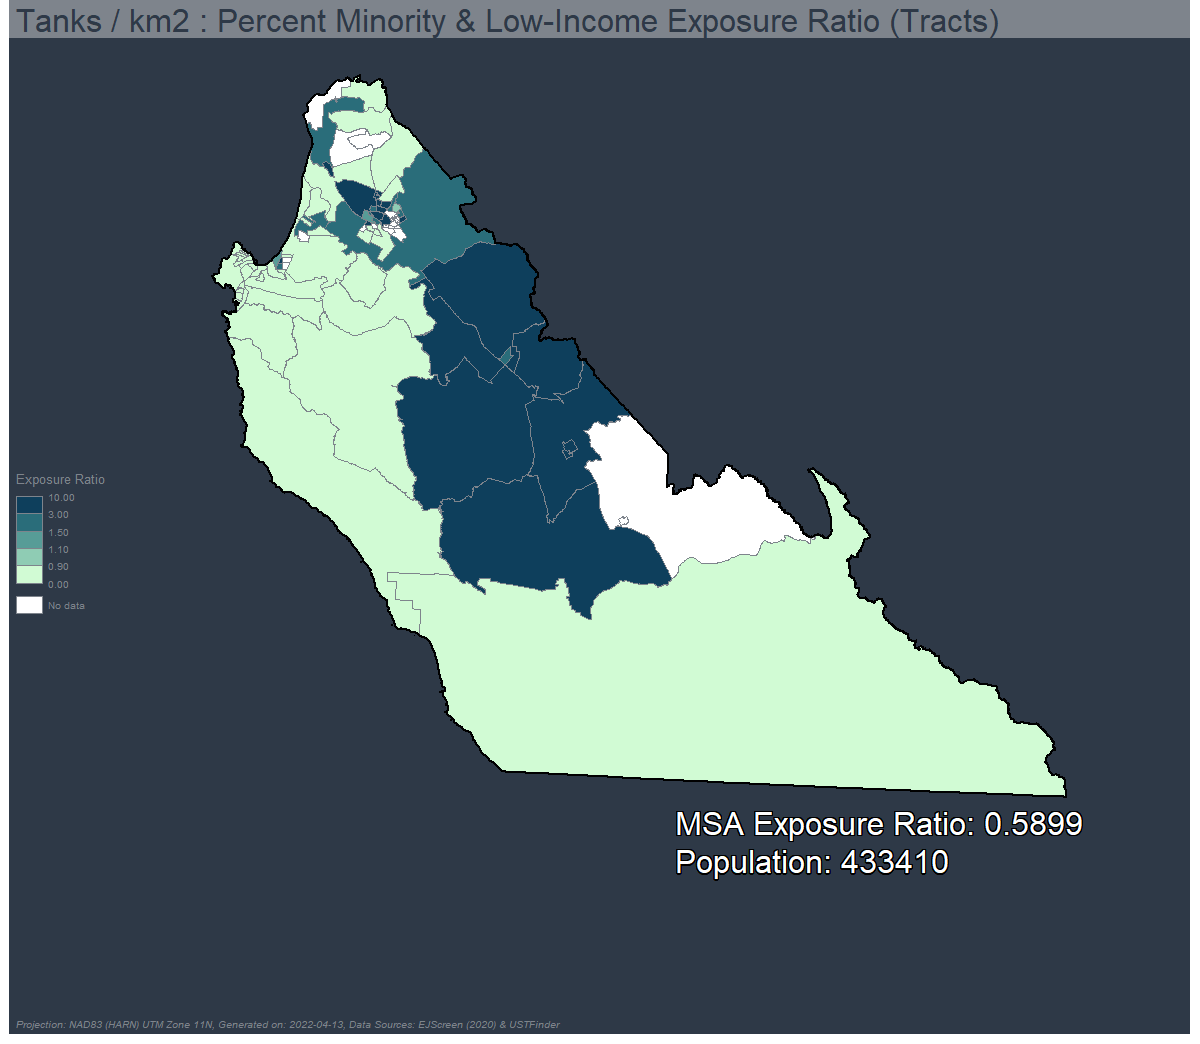 Tanks / km2 : Percent Minority & Low-Income Exposure Ratio (Tracts)
Exposure Ratio
10.00
3.00
1.50
1.10
0.90
0.00
No data
MSA Exposure Ratio: 0.5899
Population: 433410
Projection: NAD83 (HARN) UTM Zone 11N, Generated on: 2022-04-13, Data Sources: EJScreen (2020) & USTFinder